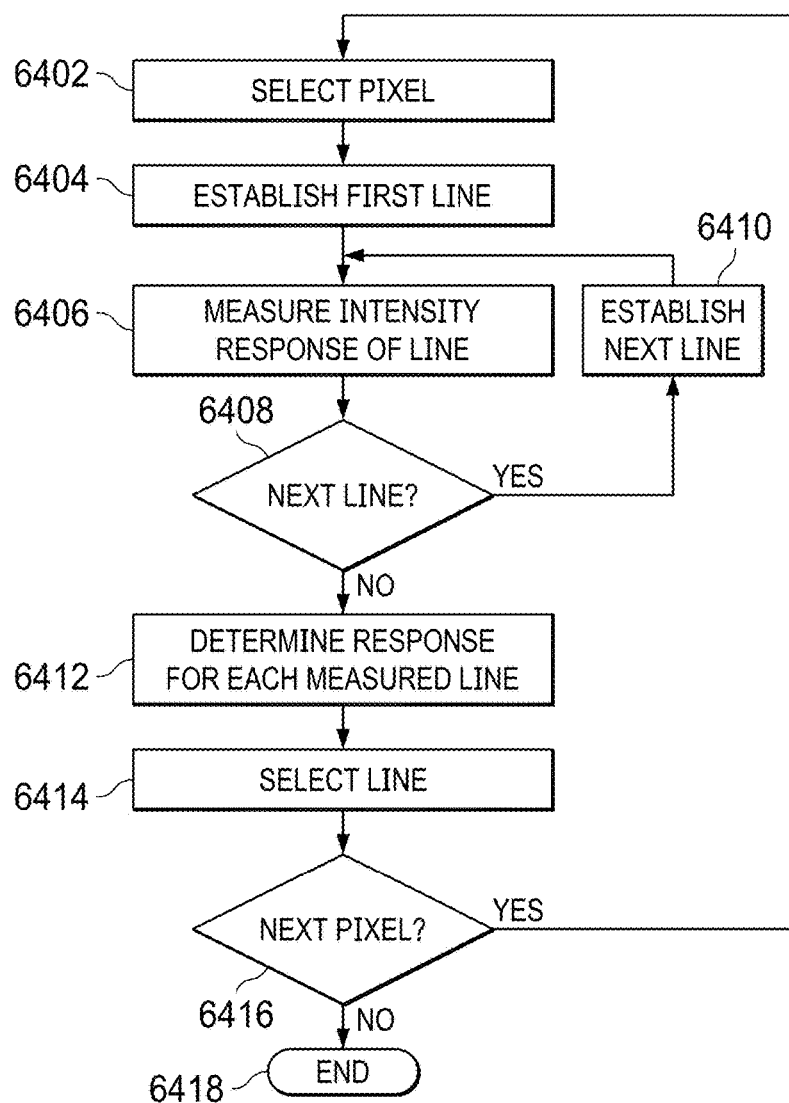 6402
SELECT PIXEL
6404
ESTABLISH FIRST LINE
6410
6406
MEASURE INTENSITY
RESPONSE OF LINE
ESTABLISH
NEXT LINE
6408
NEXT LINE?
YES
NO
6412
DETERMINE RESPONSE
FOR EACH MEASURED LINE
6414
SELECT LINE
NEXT PIXEL?
YES
6416
NO
6418
END